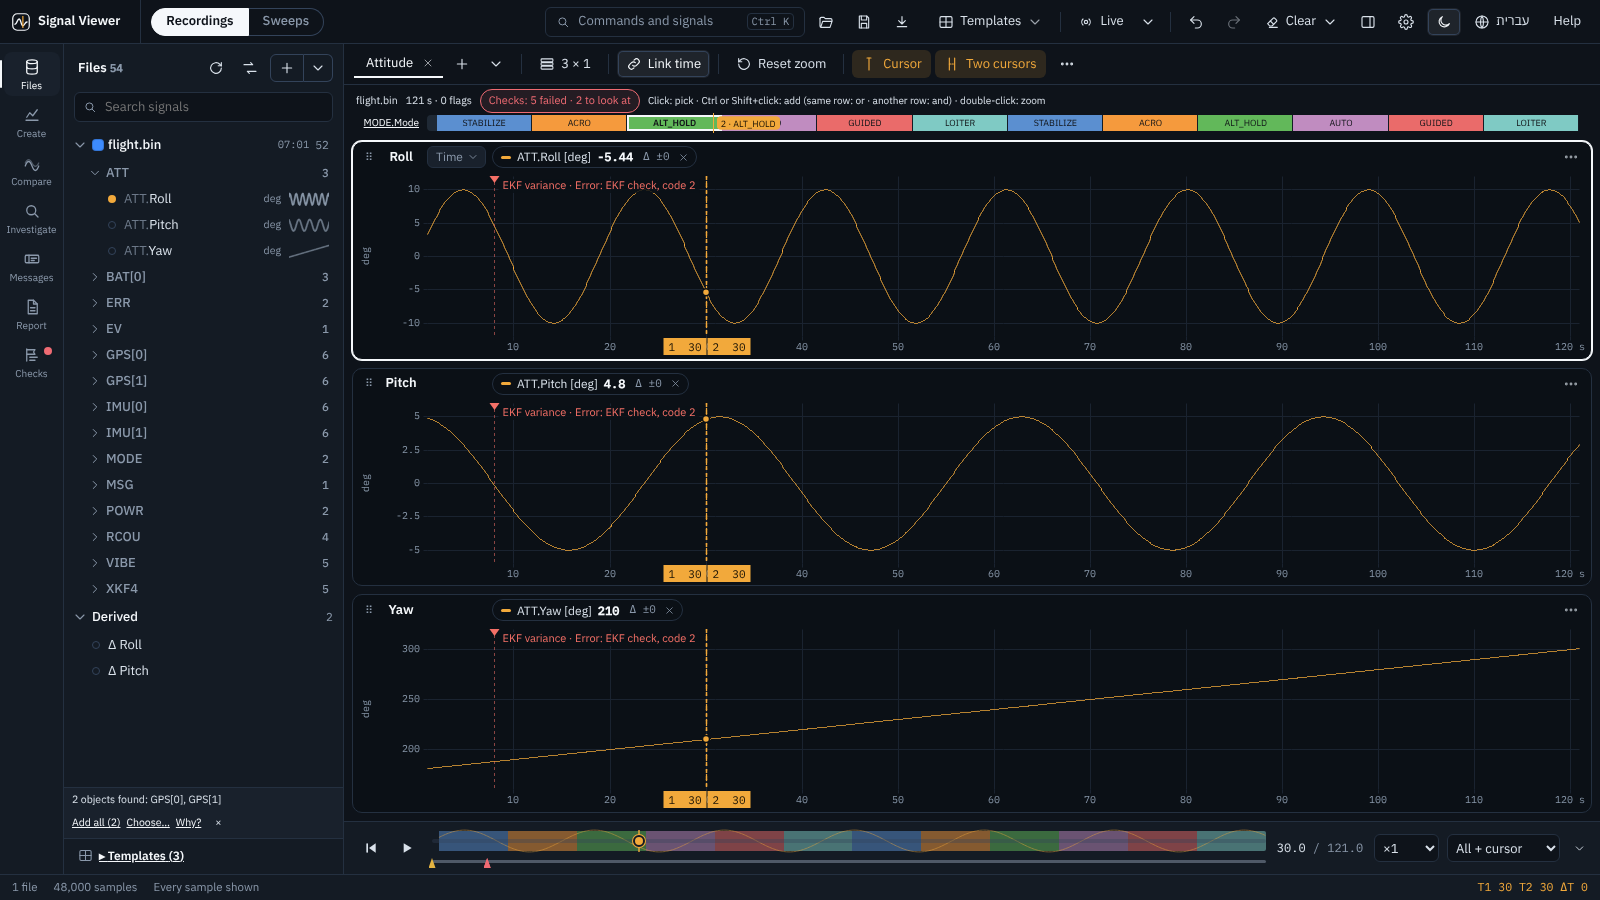 Signal Viewer
Recordings
Sweeps
Commands and signals
Ctrl K
Templates
Live
Clear
עברית
Help
Files
Create
Compare
Investigate
Messages
Report
Checks
Files 54
Search signals
flight.bin 07:01 52
ATT 3
ATT.Roll deg
ATT.Pitch deg
ATT.Yaw deg
BAT[0] 3
ERR 2
EV 1
GPS[0] 6
GPS[1] 6
IMU[0] 6
IMU[1] 6
MODE 2
MSG 1
POWR 2
RCOU 4
VIBE 5
XKF4 5
Derived 2
Δ Roll
Δ Pitch
2 objects found: GPS[0], GPS[1]
Add all (2) Choose... Why? ×
▸ Templates (3)
Attitude ×
3 × 1
Link time
Reset zoom
Cursor
Two cursors
flight.bin 121 s · 0 flags
Checks: 5 failed · 2 to look at
Click: pick · Ctrl or Shift+click: add (same row: or · another row: and) · double-click: zoom
MODE.Mode
STABILIZE ACRO ALT_HOLD 2 · ALT_HOLD GUIDED LOITER STABILIZE ACRO ALT_HOLD AUTO GUIDED LOITER
Roll Time ATT.Roll [deg] -5.44 Δ ±0 ×
EKF variance · Error: EKF check, code 2
10
5
0
-5
-10
deg
10 20 1 30 2 30 40 50 60 70 80 90 100 110 120 s
Pitch ATT.Pitch [deg] 4.8 Δ ±0 ×
EKF variance · Error: EKF check, code 2
5
2.5
0
-2.5
-5
deg
10 20 1 30 2 30 40 50 60 70 80 90 100 110 120 s
Yaw ATT.Yaw [deg] 210 Δ ±0 ×
EKF variance · Error: EKF check, code 2
300
250
200
deg
10 20 1 30 2 30 40 50 60 70 80 90 100 110 120 s
30.0 / 121.0
×1
All + cursor
1 file 48,000 samples Every sample shown
T1 30 T2 30 ΔT 0